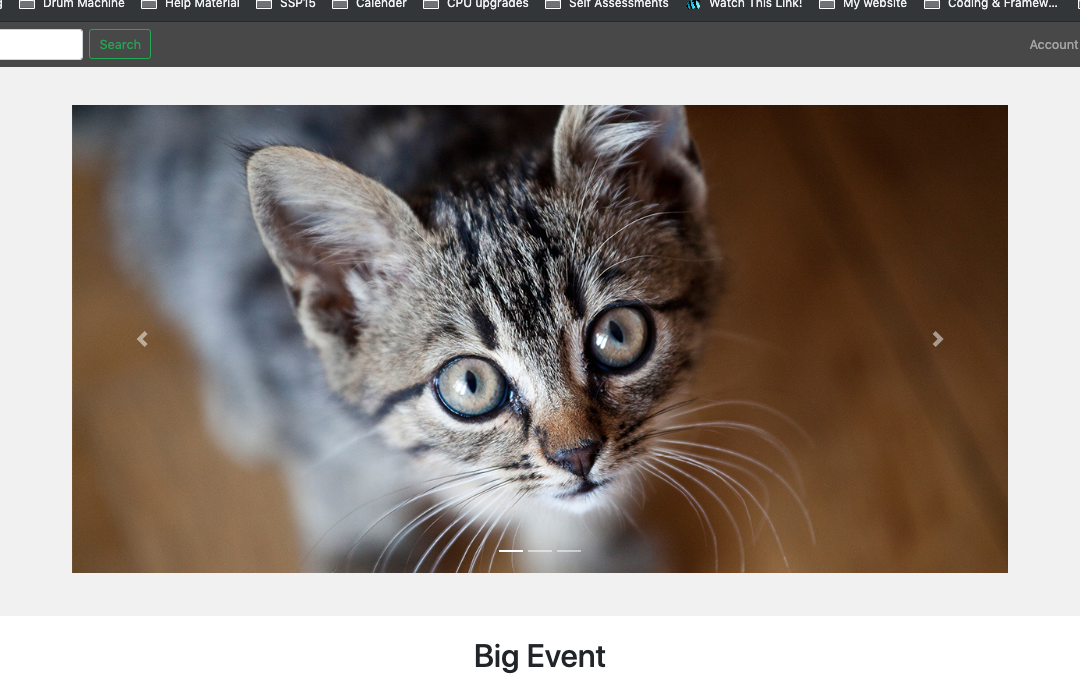 Drum Machine Help Material SSP15 Calender CPU upgrades Self Assessments Watch This Link! My website Coding & Framew...
Search Account
Big Event